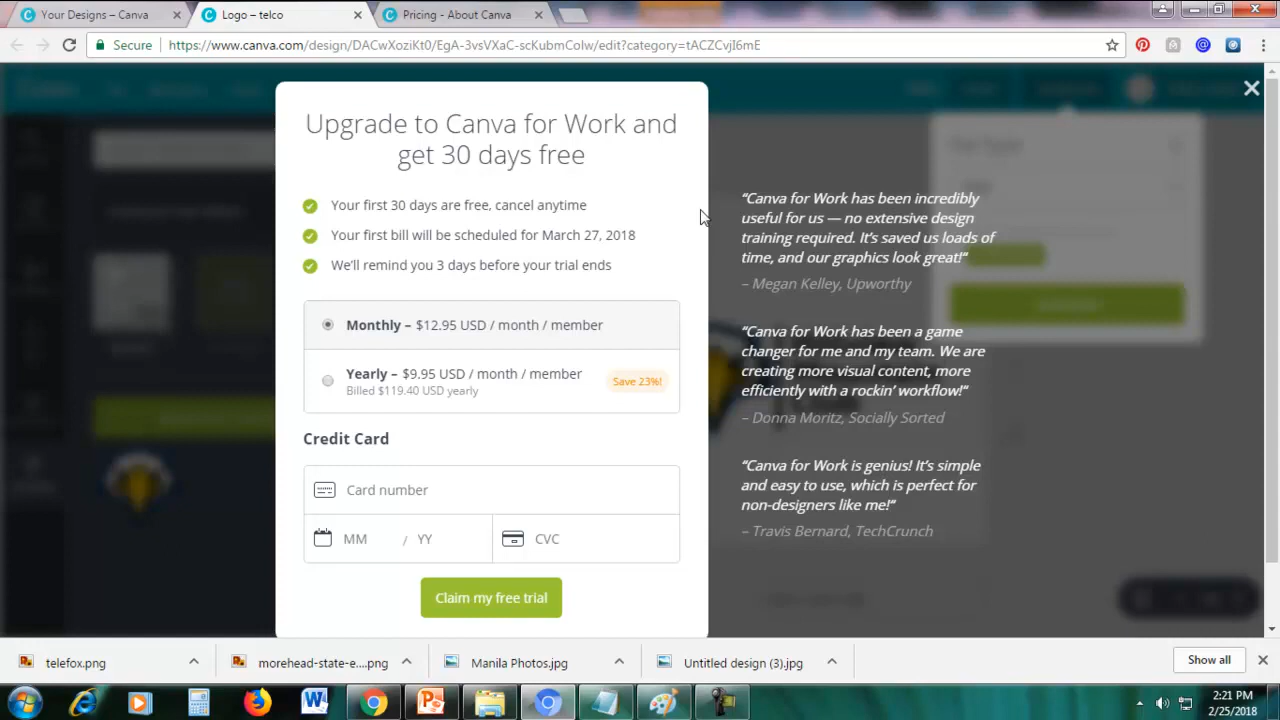 Your Designs – Canva
Logo – telco
Pricing - About Canva
Secure
https://www.canva.com/design/DACwXoziKt0/EgA-3vsVXaC-scKubmColw/edit?category=tACZCvjI6mE
Upgrade to Canva for Work and
get 30 days free
Your first 30 days are free, cancel anytime
Your first bill will be scheduled for March 27, 2018
We'll remind you 3 days before your trial ends
Monthly – $12.95 USD / month / member
Yearly – $9.95 USD / month / member
Billed $119.40 USD yearly
Save 23%!
Credit Card
Card number
MM / YY
CVC
Claim my free trial
“Canva for Work has been incredibly
useful for us — no extensive design
training required. It’s saved us loads of
time, and our graphics look great!“
– Megan Kelley, Upworthy
“Canva for Work has been a game
changer for me and my team. We are
creating more visual content, more
efficiently with a rockin’ workflow!“
– Donna Moritz, Socially Sorted
“Canva for Work is genius! It’s simple
and easy to use, which is perfect for
non-designers like me!“
– Travis Bernard, TechCrunch
telefox.png
morehead-state-e....png
Manila Photos.jpg
Untitled design (3).jpg
Show all
2:21 PM
2/25/2018